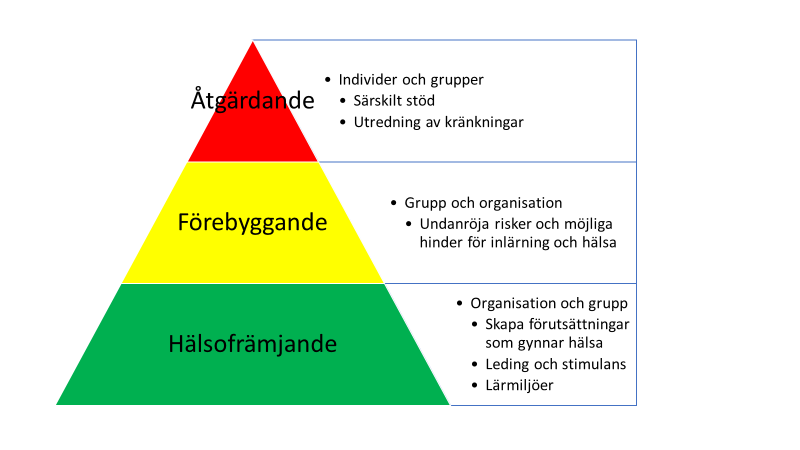 Åtgärdande
• Individer och grupper
• Särskilt stöd
• Utredning av kränkningar
Förebyggande
• Grupp och organisation
• Undanröja risker och möjliga
hinder för inlärning och hälsa
Hälsofrämjande
• Organisation och grupp
• Skapa förutsättningar
som gynnar hälsa
• Leding och stimulans
• Lärmiljöer